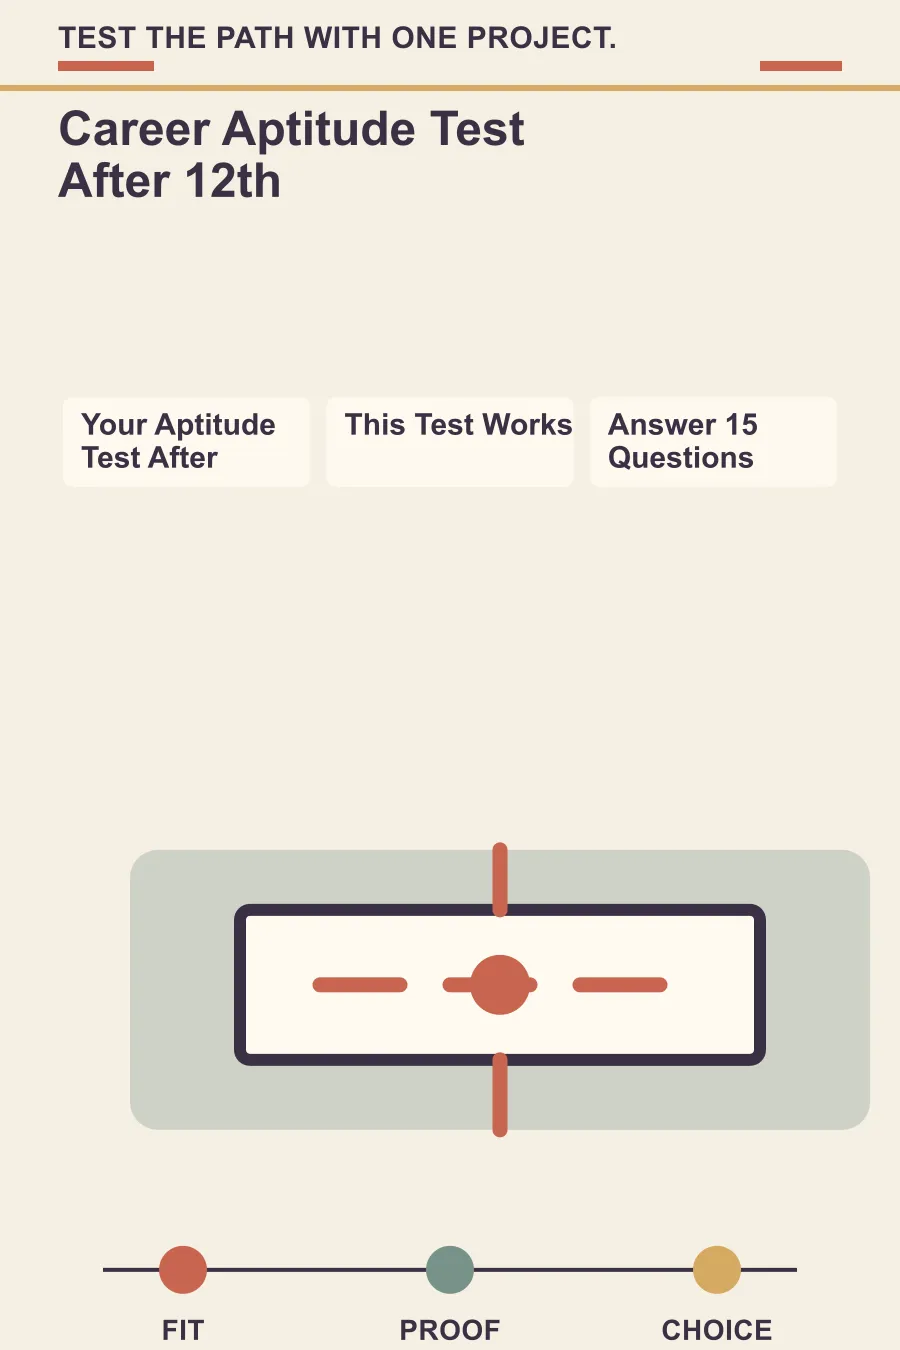 TEST THE PATH WITH ONE PROJECT.
Career Aptitude Test
After 12th
Your Aptitude
Test After
This Test Works
Answer 15
Questions
FIT
PROOF
CHOICE